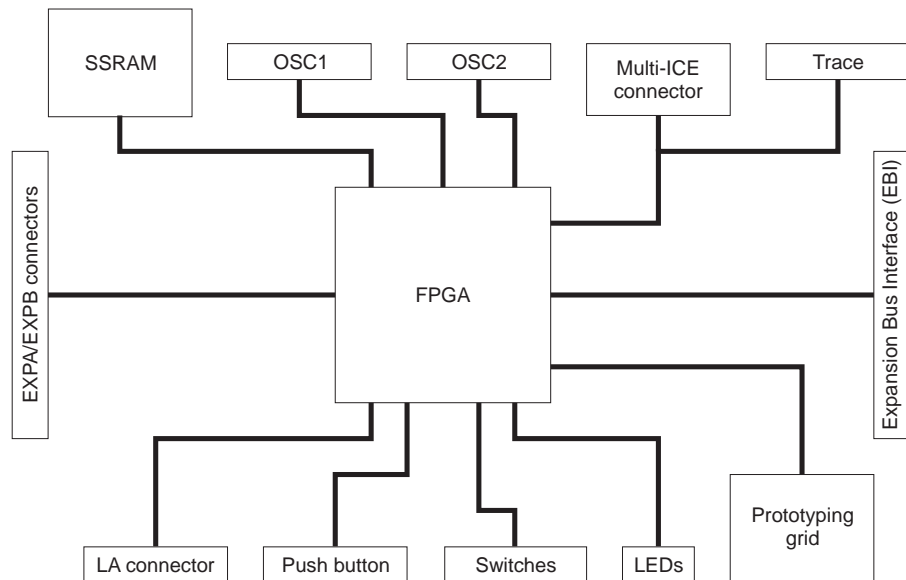 SSRAM
OSC1
OSC2
Multi-ICE
connector
Trace
EXPA/EXPB connectors
FPGA
Expansion Bus Interface (EBI)
LA connector
Push button
Switches
LEDs
Prototyping
grid